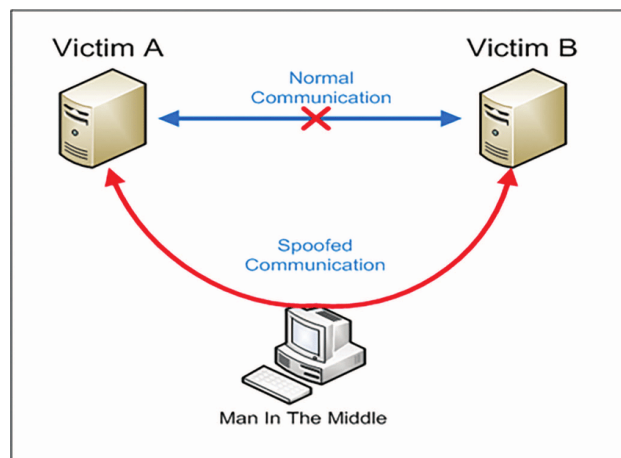 Victim A
Victim B
Normal
Communication
Spoofed
Communication
Man In The Middle